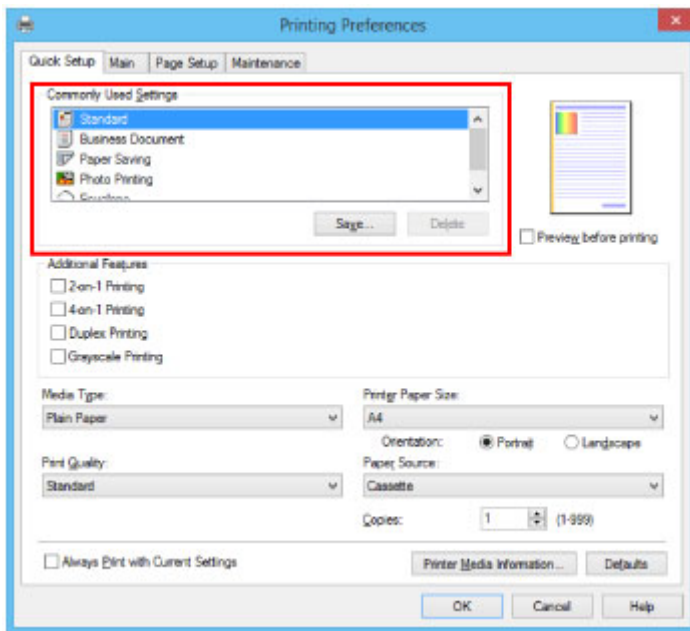 Printing Preferences
Quick Setup Main Page Setup Maintenance
Commonly Used Settings
Standard
Business Document
Paper Saving
Photo Printing
Envelope
Save... Delete
Preview before printing
Additional Features
2-on-1 Printing
4-on-1 Printing
Duplex Printing
Grayscale Printing
Media Type: Printer Paper Size:
Plain Paper A4
Orientation: Portrait Landscape
Print Quality: Paper Source:
Standard Cassette
Copies: 1 (1-999)
Always Print with Current Settings Printer Media Information... Defaults
OK Cancel Help